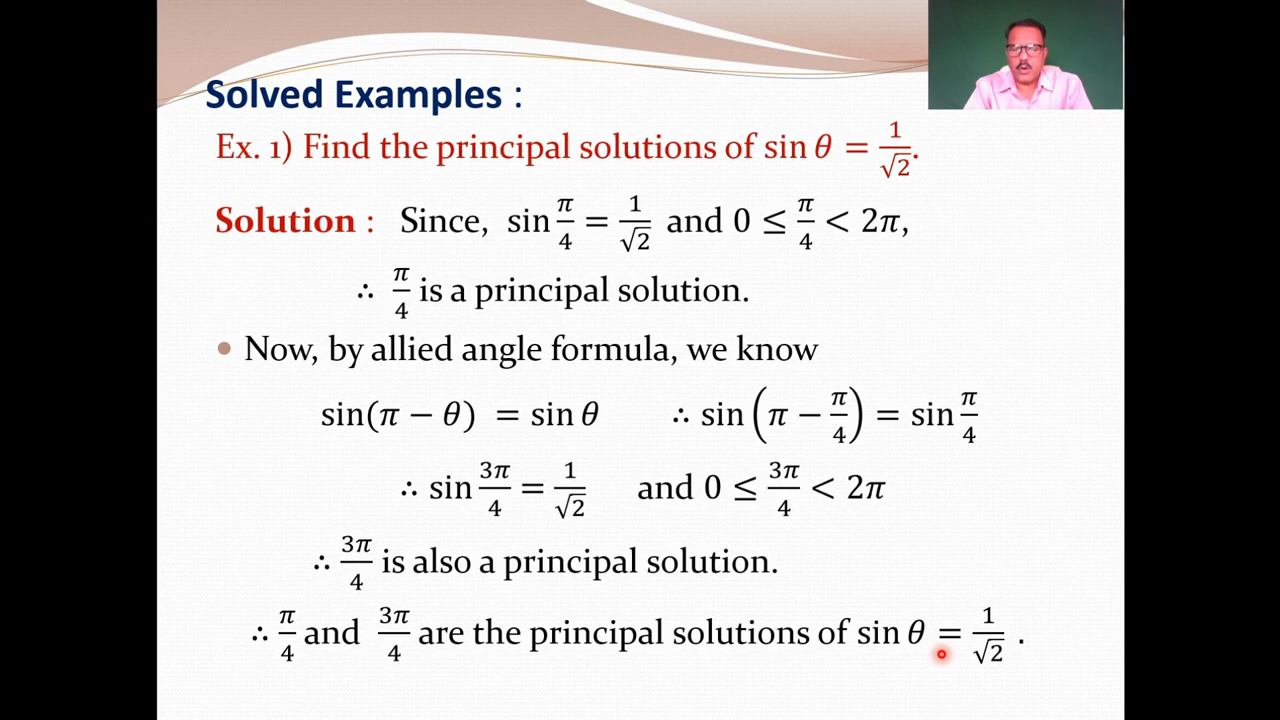 Solved Examples :
Ex. 1) Find the principal solutions of sin θ = 1/√2.
Solution : Since, sin π/4 = 1/√2 and 0 ≤ π/4 < 2π,
∴ π/4 is a principal solution.
• Now, by allied angle formula, we know
sin(π − θ) = sin θ ∴ sin(π − π/4) = sin π/4
∴ sin 3π/4 = 1/√2 and 0 ≤ 3π/4 < 2π
∴ 3π/4 is also a principal solution.
∴ π/4 and 3π/4 are the principal solutions of sin θ = 1/√2 .